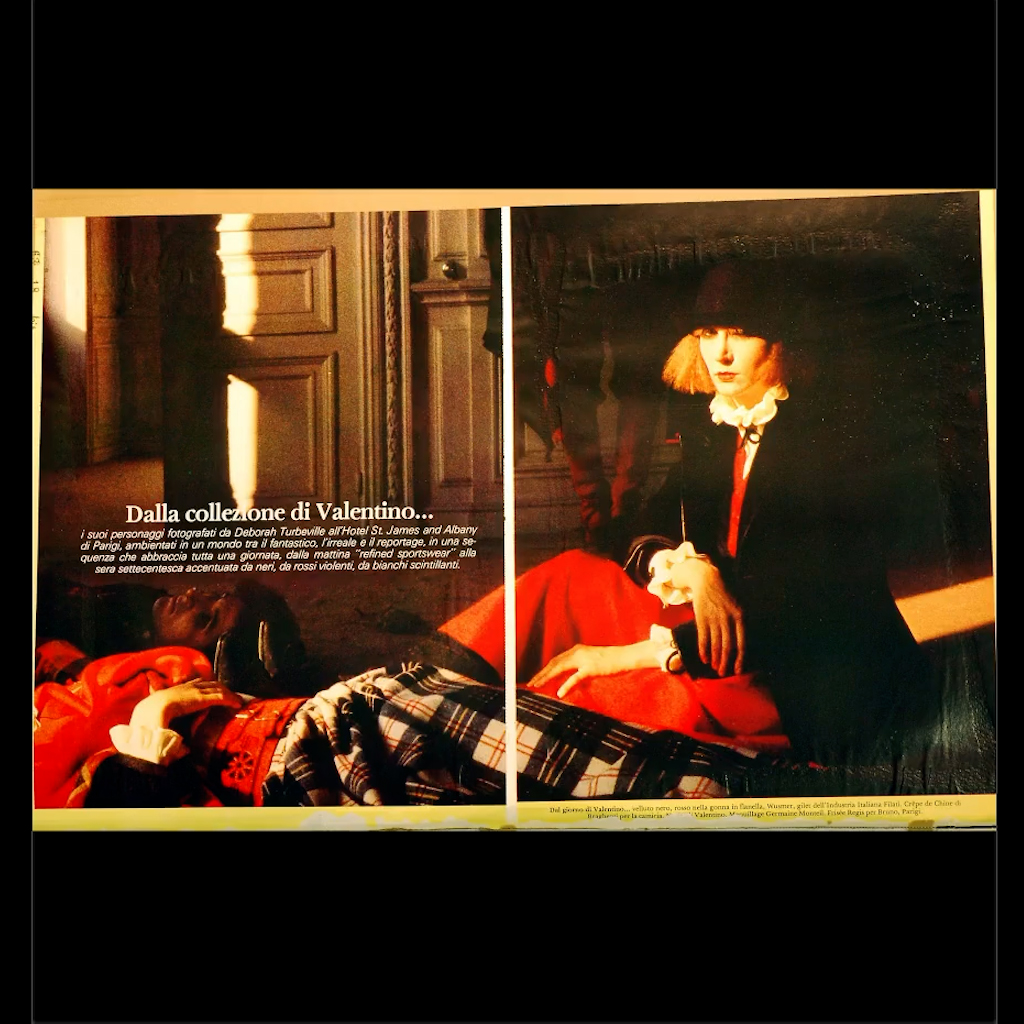 Dalla collezione di Valentino...
i suoi personaggi fotografati da Deborah Turbeville all'Hotel St. James and Albany
di Parigi, ambientati in un mondo tra il fantastico, l'irreale e il reportage, in una se-
quenza che abbraccia tutta una giornata, dalla mattina "refined sportswear" alla
sera settecentesca accentuata da neri, da rossi violenti, da bianchi scintillanti.
Dal giorno di Valentino... velluto nero, rosso nella gonna in flanella, Wusmer, gilet dell'Industria Italiana Filati. Crêpe de Chine di
per la camicia. Valentino. Maquillage Germaine Monteil. Frisée Regis per Bruno, Parigi.